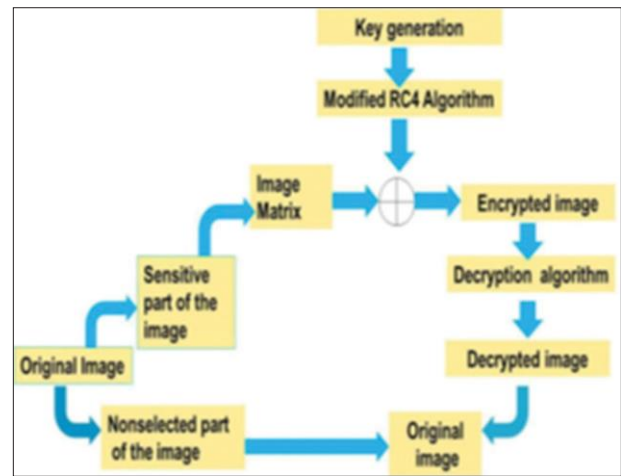 Key generation
Modified RC4 Algorithm
Image
Matrix
Encrypted image
Sensitive
part of the
image
Decryption algorithm
Original Image
Decrypted image
Nonselected part
of the image
Original
image